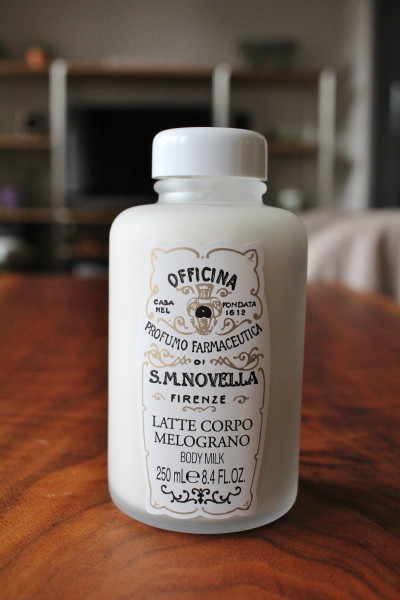 OFFICINA
CASA FONDATA
NEL 1612
PROFUMO FARMACEUTICA
DI
S.M.NOVELLA
FIRENZE
LATTE CORPO
MELOGRANO
BODY MILK
250 mL℮ 8.4 FL.OZ.